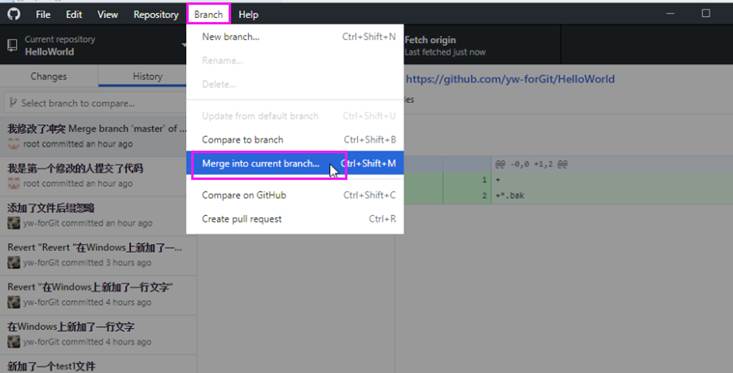 File Edit View Repository Branch Help
Current repository
HelloWorld
Fetch origin
Last fetched just now
Changes History
Select branch to compare...
我修改了冲突 Merge branch 'master' of ...
root committed an hour ago
我是第一个修改的人提交了代码
root committed an hour ago
添加了文件后缀忽略
yw-forGit committed an hour ago
Revert "Revert "在Windows上新加了一...
yw-forGit committed 3 hours ago
Revert "在Windows上新加了一行文字"
yw-forGit committed 4 hours ago
在Windows上新加了一行文字
yw-forGit committed 4 hours ago
新加了一个test1文件
New branch... Ctrl+Shift+N
Rename...
Delete...
Update from default branch Ctrl+Shift+U
Compare to branch Ctrl+Shift+B
Merge into current branch... Ctrl+Shift+M
Compare on GitHub Ctrl+Shift+C
Create pull request Ctrl+R
https://github.com/yw-forGit/HelloWorld
@@ -0,0 +1,2 @@
1 +
2 +*.bak